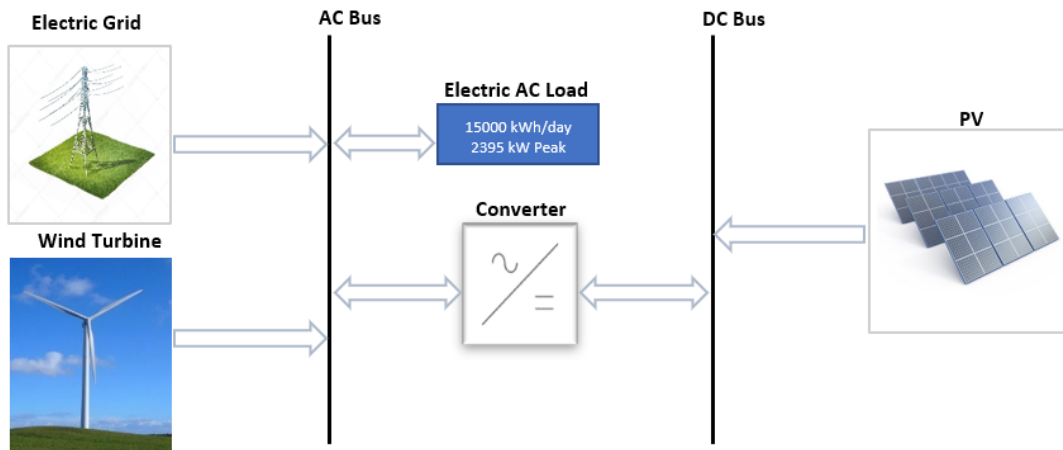 Electric Grid
AC Bus
DC Bus
Electric AC Load
15000 kWh/day
2395 kW Peak
PV
Converter
Wind Turbine